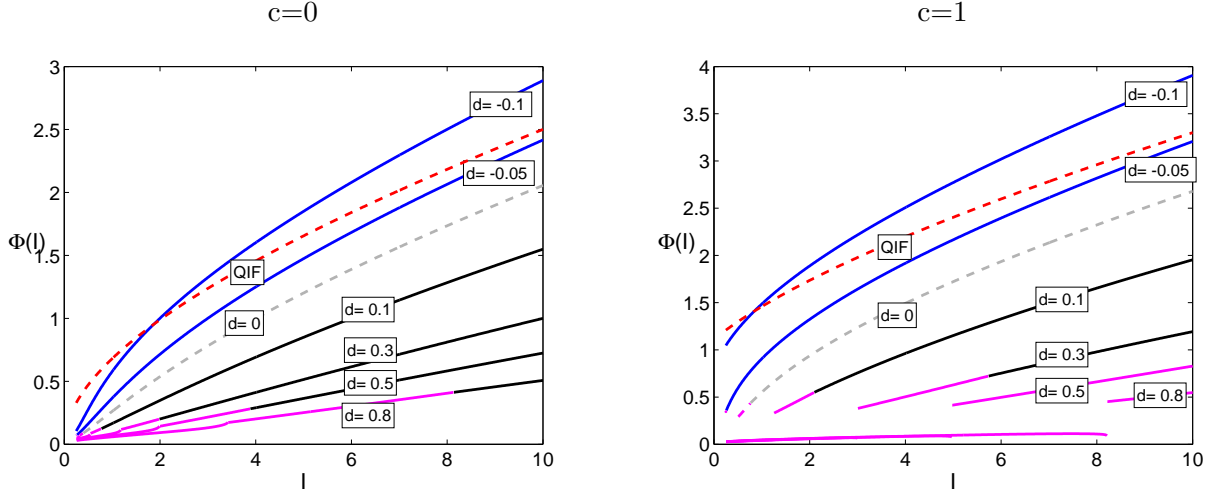 c=0
3
2.5
2
1.5
1
0.5
0
Φ(I)
0
2
4
6
8
10
I
d= -0.1
d= -0.05
QIF
d= 0
d= 0.1
d= 0.3
d= 0.5
d= 0.8
c=1
4
3.5
3
2.5
2
1.5
1
0.5
0
Φ(I)
0
2
4
6
8
10
I
d= -0.1
d= -0.05
QIF
d= 0
d= 0.1
d= 0.3
d= 0.5
d= 0.8